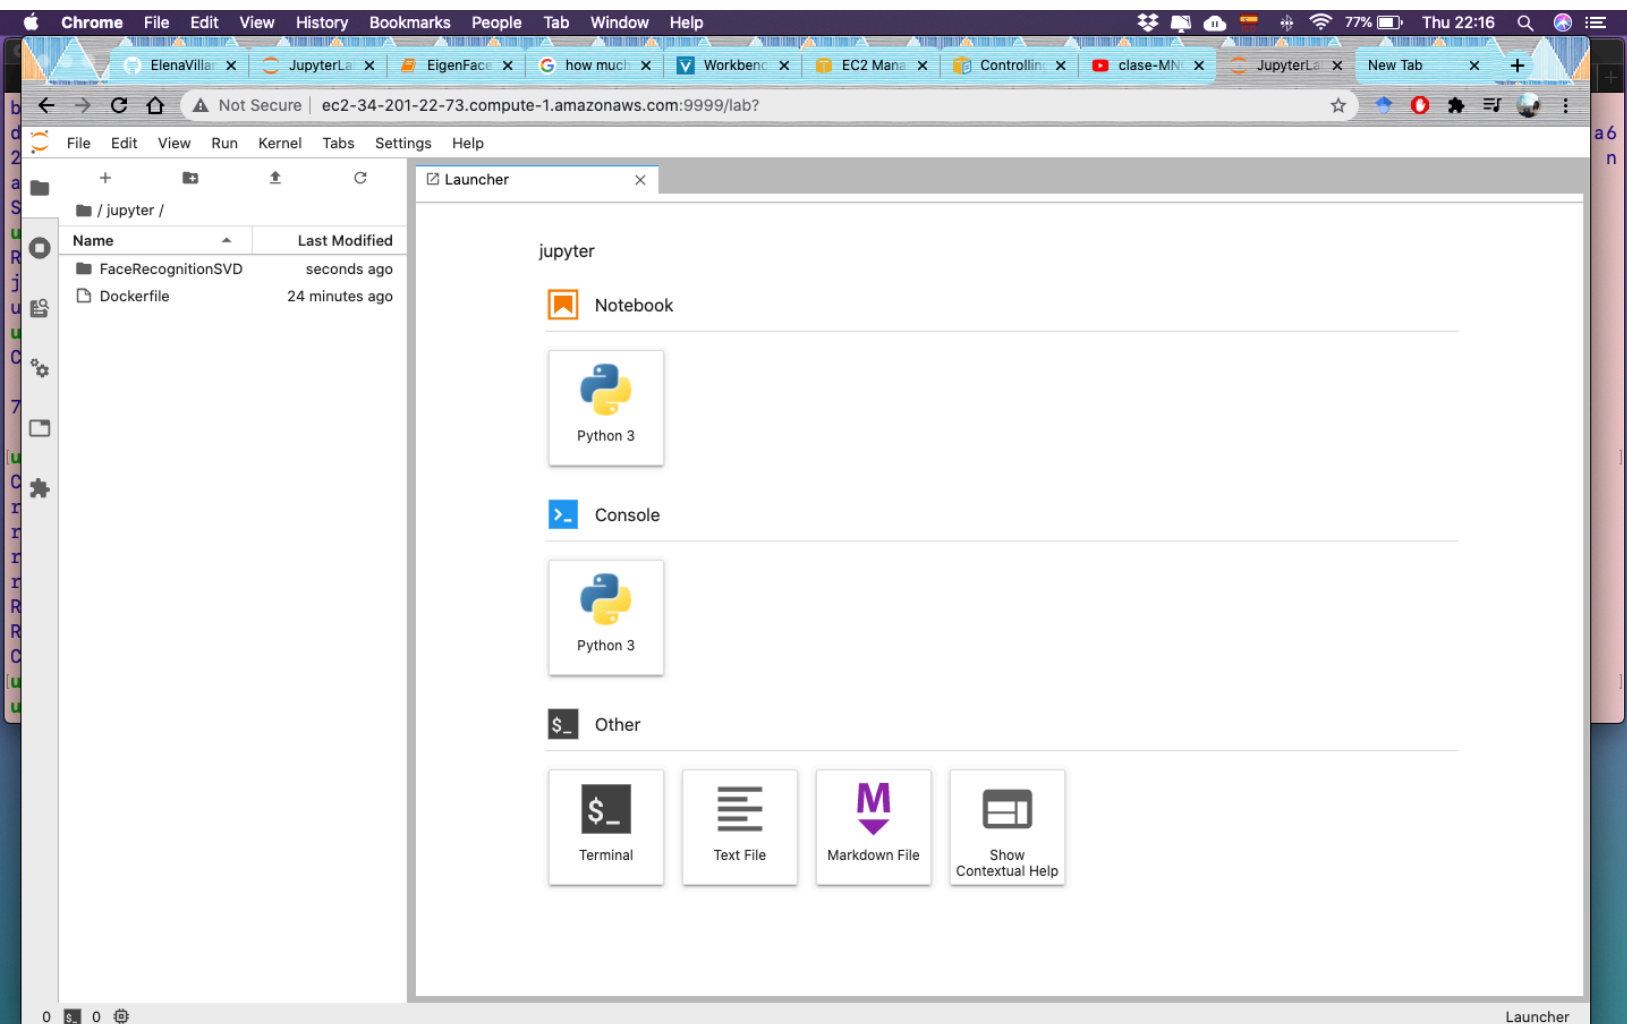 Chrome File Edit View History Bookmarks People Tab Window Help 77% Thu 22:16
ElenaVillar JupyterLa EigenFace how much Workbenc EC2 Mana Controllin clase-MN JupyterLa New Tab
Not Secure ec2-34-201-22-73.compute-1.amazonaws.com:9999/lab?
File Edit View Run Kernel Tabs Settings Help
Launcher
/ jupyter /
Name Last Modified
FaceRecognitionSVD seconds ago
Dockerfile 24 minutes ago
jupyter
Notebook
Python 3
Console
>_
Python 3
$_ Other
$_
M
Terminal Text File Markdown File Show
Contextual Help
0 $_ 0 Launcher